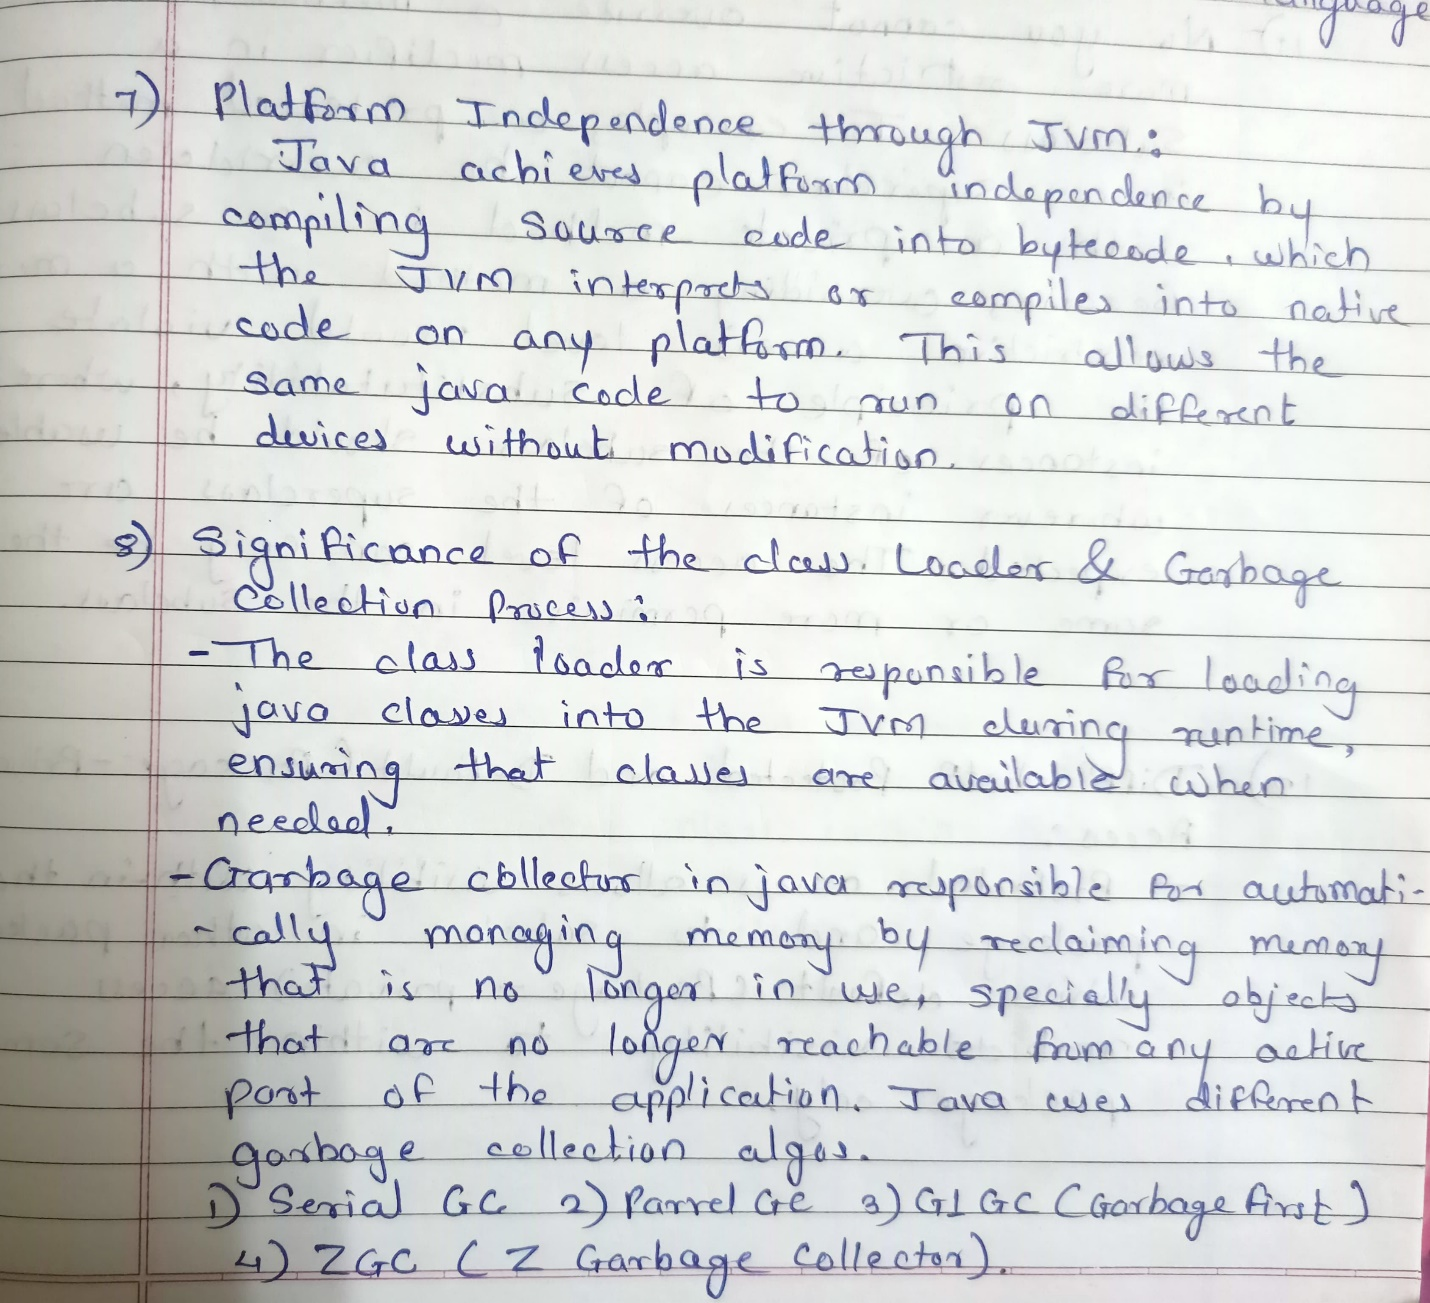 language
7) Platform Independence through JVM :
Java achieves platform independence by
compiling source code into bytecode, which
the JVM interprets or compiles into native
code on any platform. This allows the
same java code to run on different
devices without modification.
8) Significance of the class Loader & Garbage
Collection Process :
- The class loader is responsible for loading
java classes into the JVM during runtime,
ensuring that classes are available when
needed.
- Garbage collector in java responsible for automati-
- cally managing memory by reclaiming memory
that is no longer in use, specially objects
that are no longer reachable from any active
part of the application. Java uses different
garbage collection algos.
1) Serial GC 2) Parrel GC 3) G1 GC (Garbage first)
4) ZGC ( Z Garbage Collector).